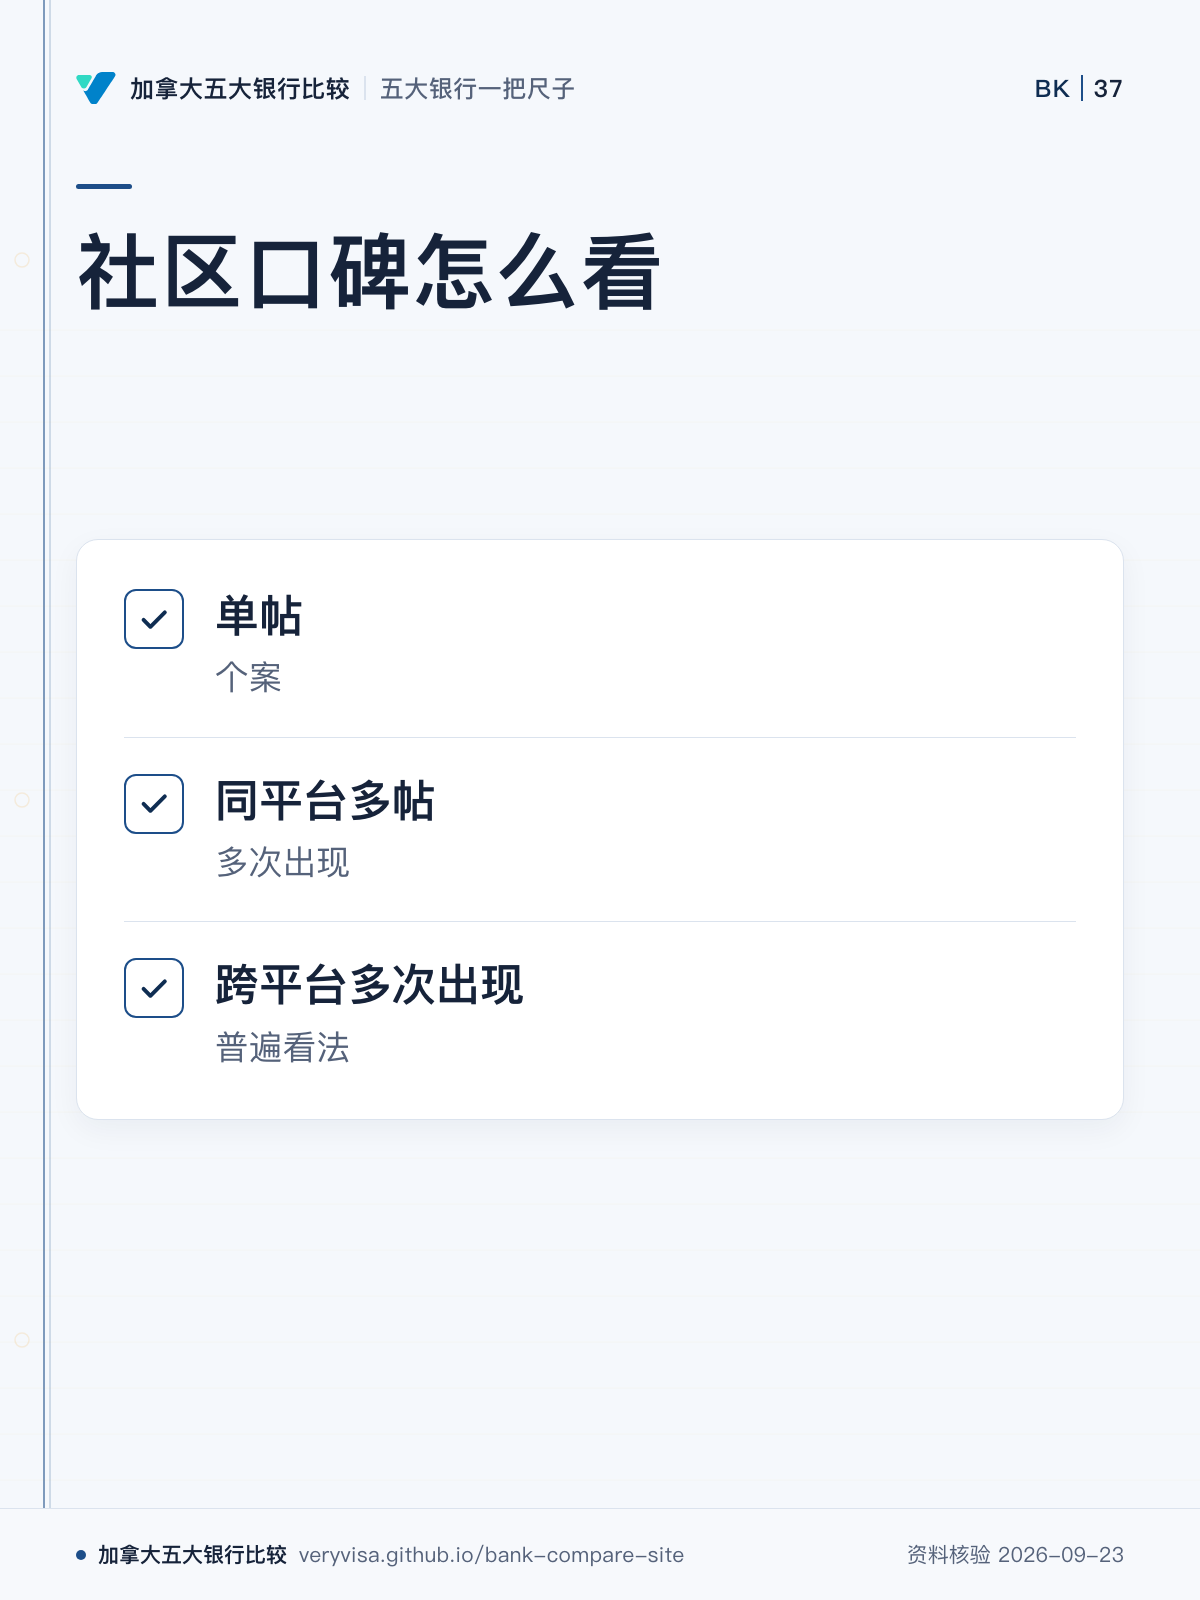 加拿大五大银行比较 五大银行一把尺子 BK 37
社区口碑怎么看
单帖
个案
同平台多帖
多次出现
跨平台多次出现
普遍看法
加拿大五大银行比较 veryvisa.github.io/bank-compare-site 资料核验 2026-09-23